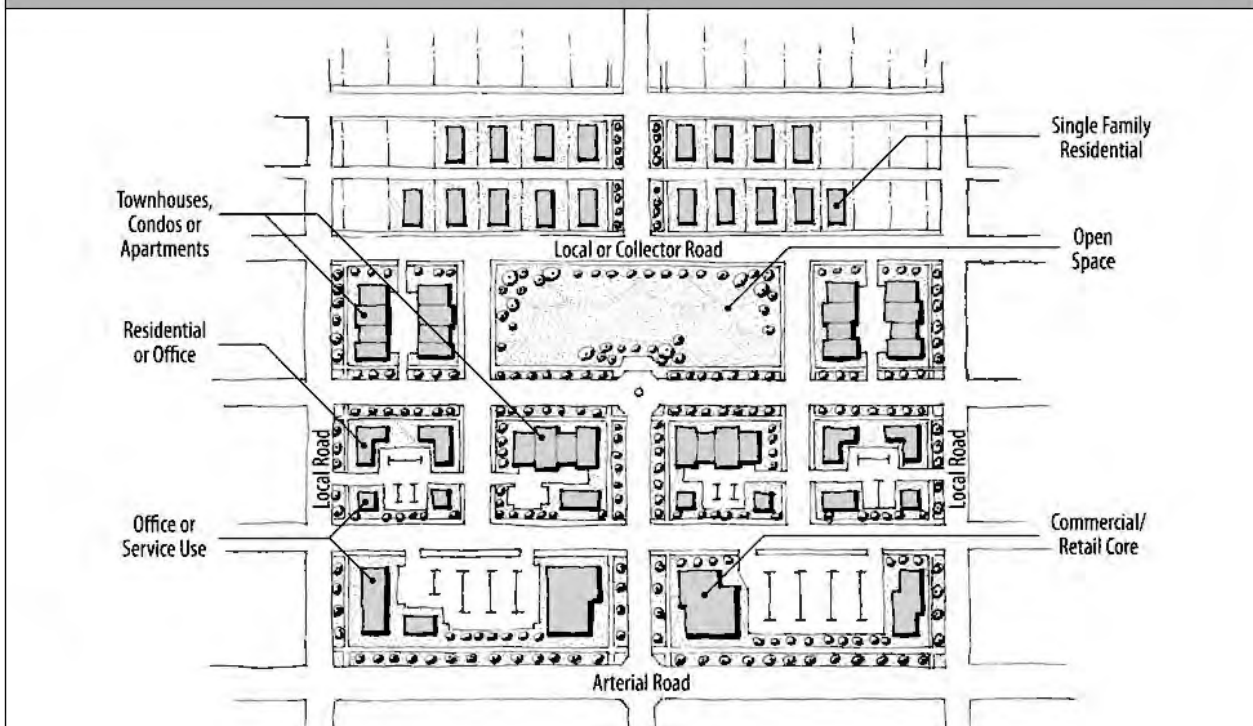 Single Family
Residential
Townhouses,
Condos or
Apartments
Local or Collector Road
Open
Space
Residential
or Office
Local Road
Local Road
Office or
Service Use
Commercial/
Retail Core
Arterial Road